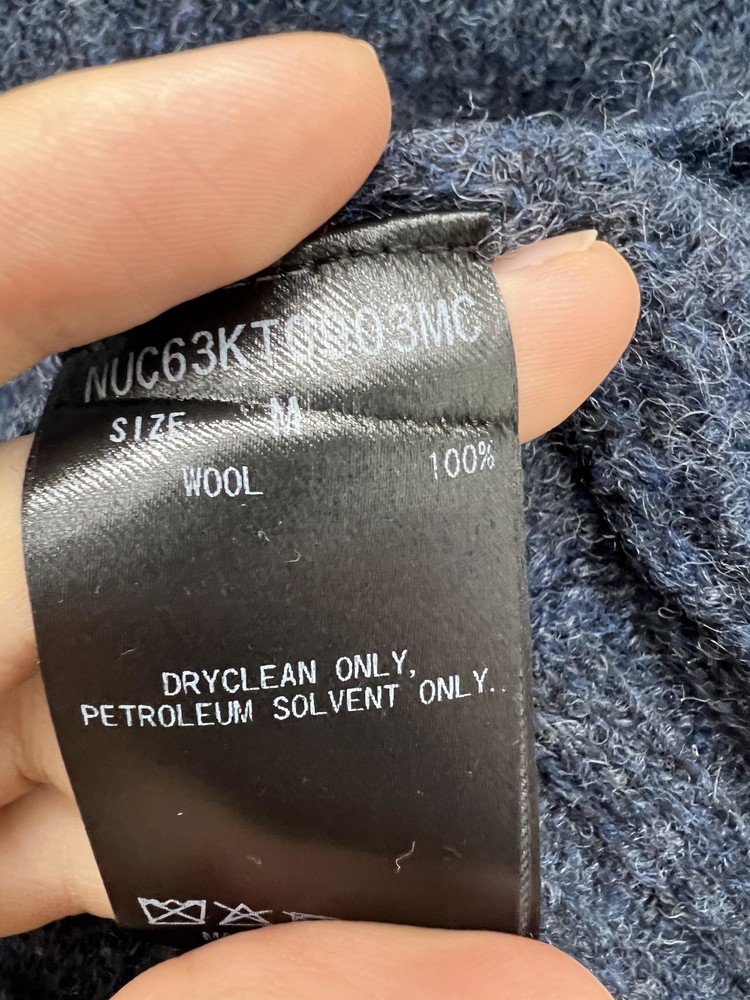 NUC63KT0003MC
SIZE M
WOOL 100%
DRYCLEAN ONLY,
PETROLEUM SOLVENT ONLY..